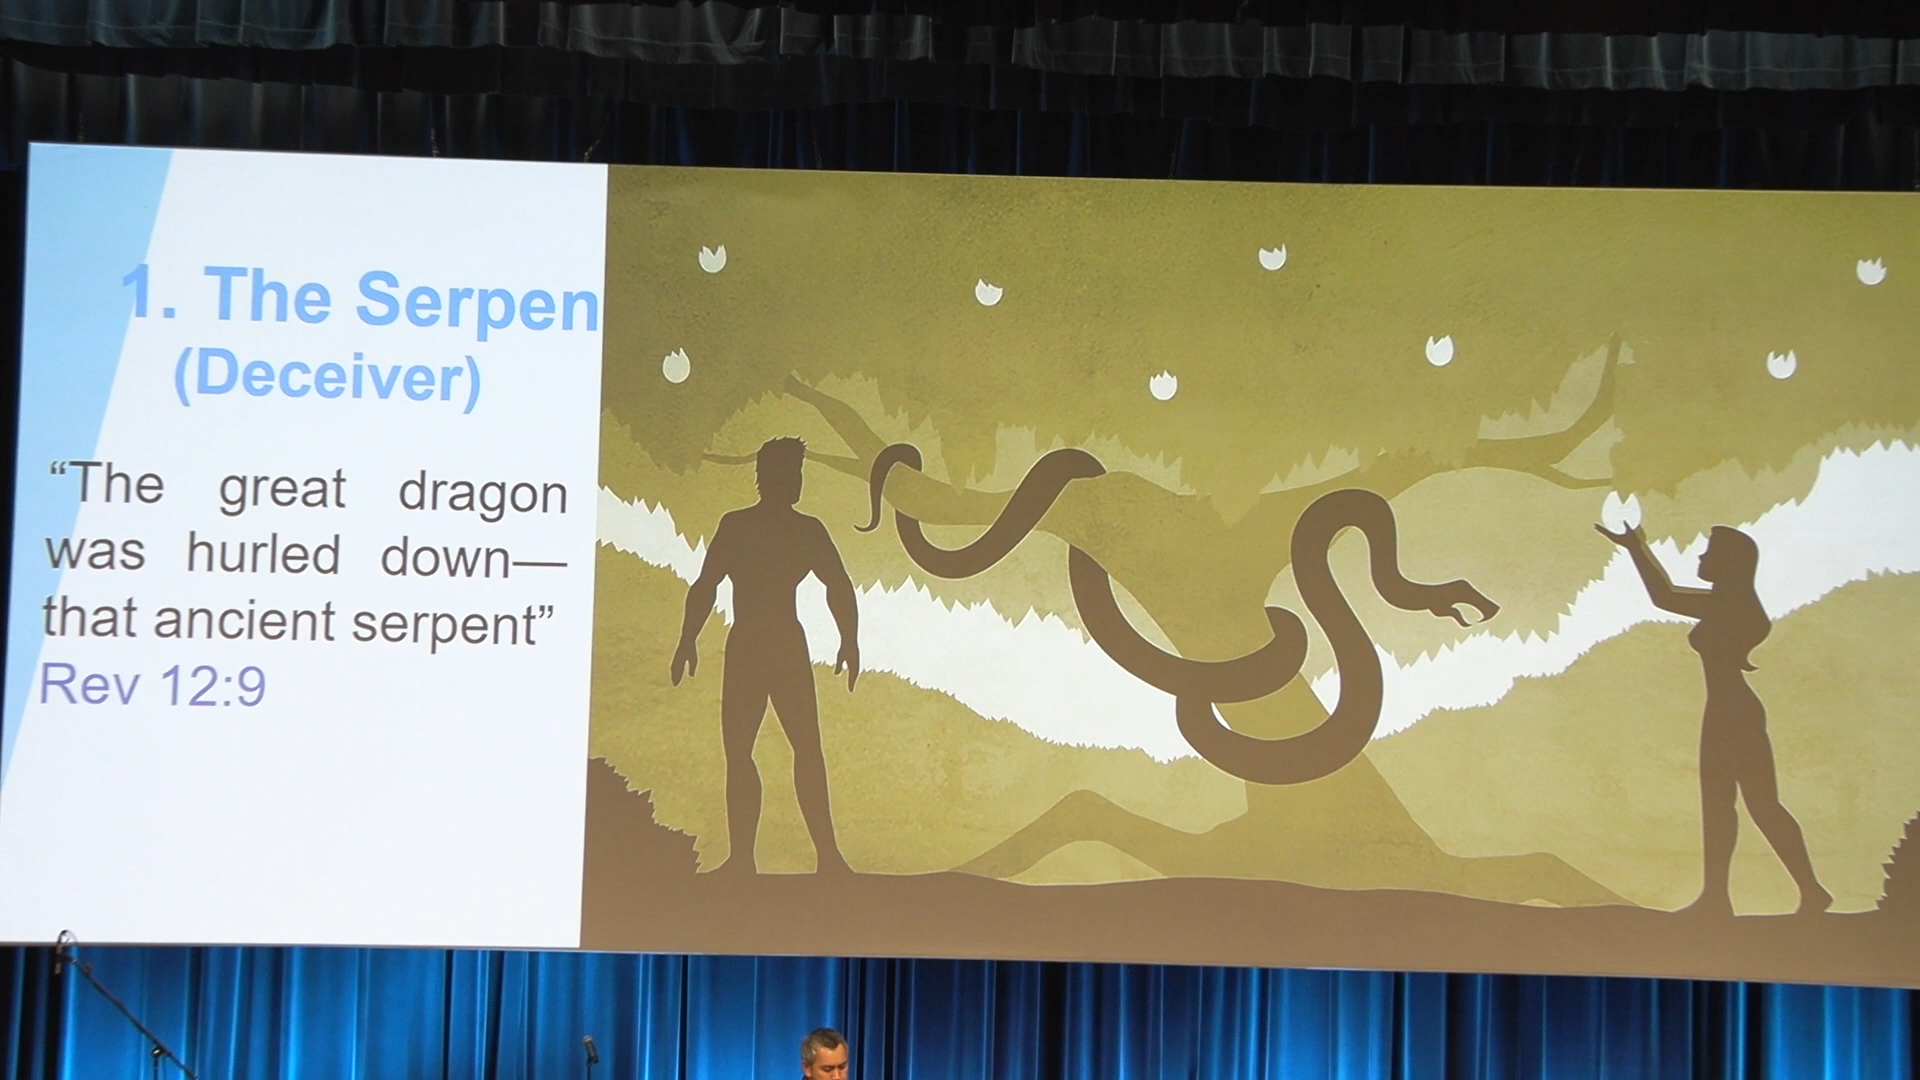 1. The Serpen
(Deceiver)
“The great dragon
was hurled down—
that ancient serpent”
Rev 12:9